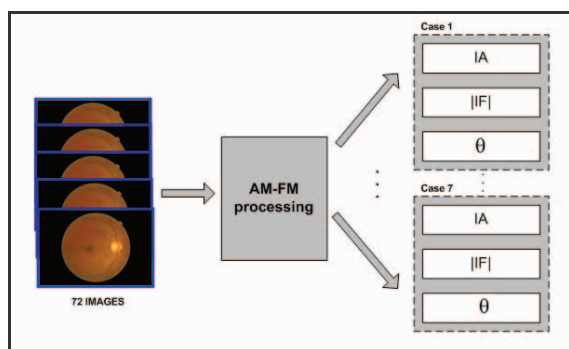 Case 1
IA
|IF|
θ
AM-FM
processing
Case 7
IA
|IF|
θ
72 IMAGES